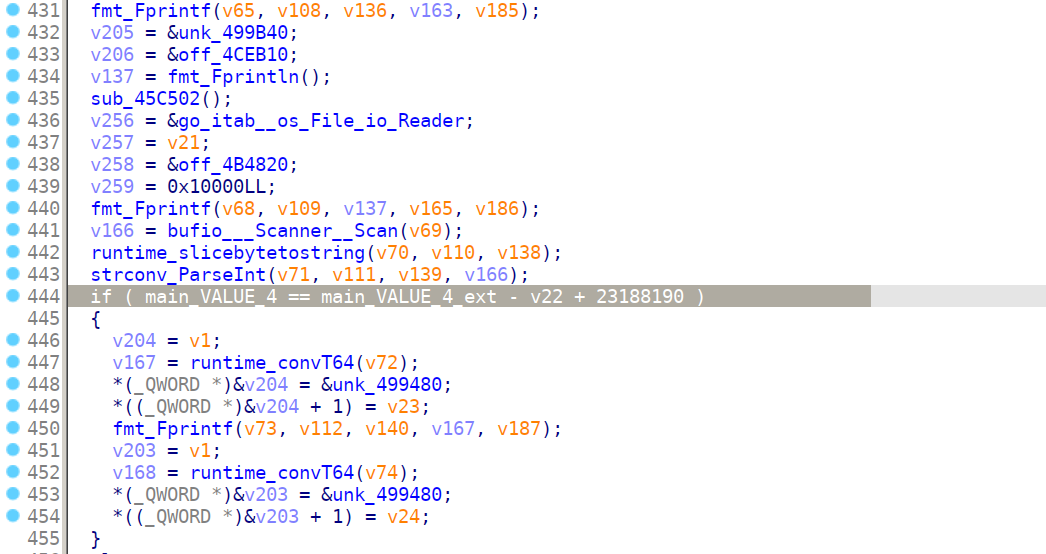 431 fmt_Fprintf(v65, v108, v136, v163, v185);
432 v205 = &unk_499B40;
433 v206 = &off_4CEB10;
434 v137 = fmt_Fprintln();
435 sub_45C502();
436 v256 = &go_itab__os_File_io_Reader;
437 v257 = v21;
438 v258 = &off_4B4820;
439 v259 = 0x10000LL;
440 fmt_Fprintf(v68, v109, v137, v165, v186);
441 v166 = bufio___Scanner__Scan(v69);
442 runtime_slicebytetostring(v70, v110, v138);
443 strconv_ParseInt(v71, v111, v139, v166);
444 if ( main_VALUE_4 == main_VALUE_4_ext - v22 + 23188190 )
445 {
446 v204 = v1;
447 v167 = runtime_convT64(v72);
448 *(_QWORD *)&v204 = &unk_499480;
449 *((_QWORD *)&v204 + 1) = v23;
450 fmt_Fprintf(v73, v112, v140, v167, v187);
451 v203 = v1;
452 v168 = runtime_convT64(v74);
453 *(_QWORD *)&v203 = &unk_499480;
454 *((_QWORD *)&v203 + 1) = v24;
455 }